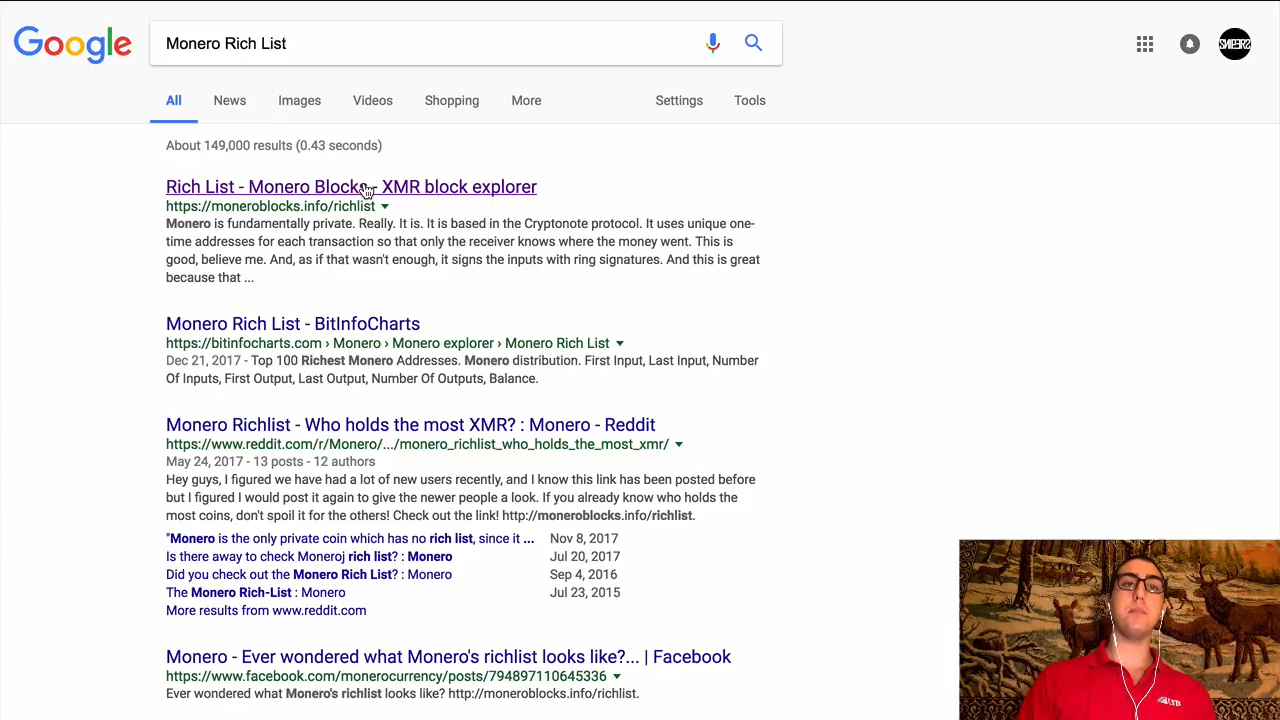 Google
Monero Rich List
All News Images Videos Shopping More Settings Tools
About 149,000 results (0.43 seconds)
Rich List - Monero Blocks - XMR block explorer
https://moneroblocks.info/richlist
Monero is fundamentally private. Really. It is. It is based in the Cryptonote protocol. It uses unique one-
time addresses for each transaction so that only the receiver knows where the money went. This is
good, believe me. And, as if that wasn't enough, it signs the inputs with ring signatures. And this is great
because that ...
Monero Rich List - BitInfoCharts
https://bitinfocharts.com › Monero › Monero explorer › Monero Rich List
Dec 21, 2017 - Top 100 Richest Monero Addresses. Monero distribution. First Input, Last Input, Number
Of Inputs, First Output, Last Output, Number Of Outputs, Balance.
Monero Richlist - Who holds the most XMR? : Monero - Reddit
https://www.reddit.com/r/Monero/.../monero_richlist_who_holds_the_most_xmr/
May 24, 2017 - 13 posts - 12 authors
Hey guys, I figured we have had a lot of new users recently, and I know this link has been posted before
but I figured I would post it again to give the newer people a look. If you already know who holds the
most coins, don't spoil it for the others! Check out the link! http://moneroblocks.info/richlist.
"Monero is the only private coin which has no rich list, since it ... Nov 8, 2017
Is there away to check Moneroj rich list? : Monero Jul 20, 2017
Did you check out the Monero Rich List? : Monero Sep 4, 2016
The Monero Rich-List : Monero Jul 23, 2015
More results from www.reddit.com
Monero - Ever wondered what Monero's richlist looks like?... | Facebook
https://www.facebook.com/monerocurrency/posts/794897110645336
Ever wondered what Monero's richlist looks like? http://moneroblocks.info/richlist.